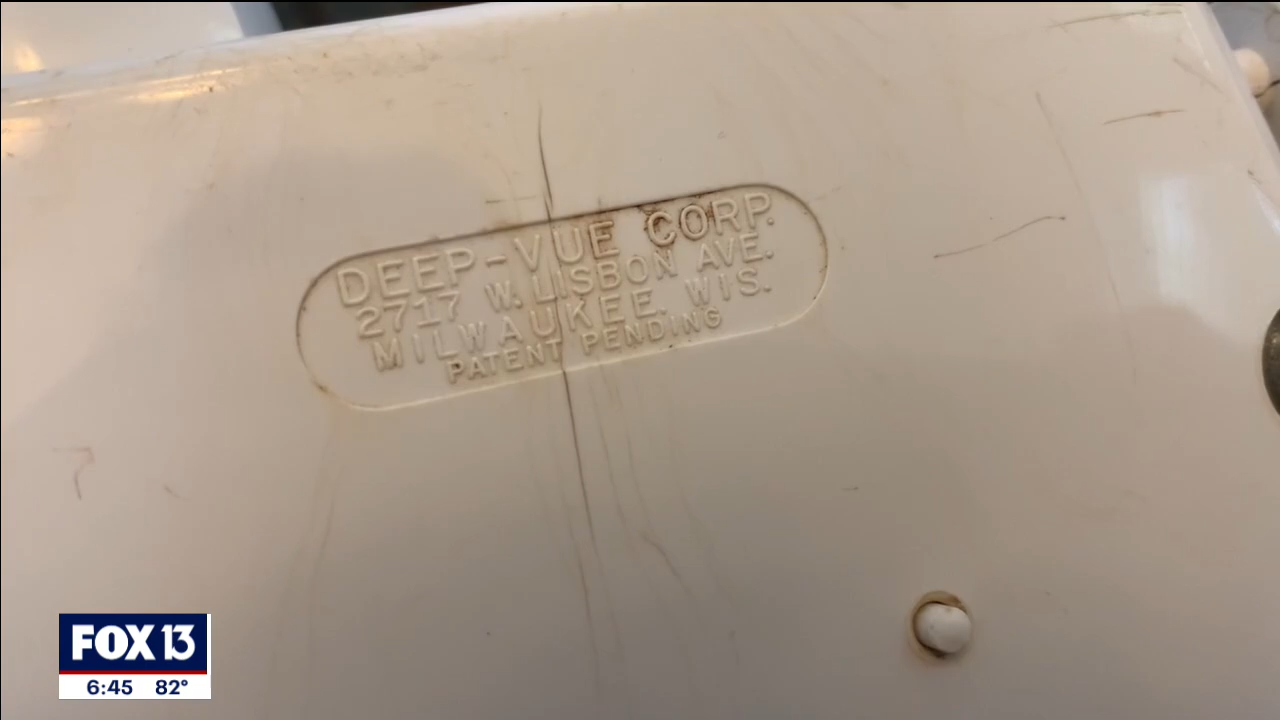 DEEP-VUE CORP.
2717 W. LISBON AVE.
MILWAUKEE. WIS.
PATENT PENDING
FOX 13
6:45 82°